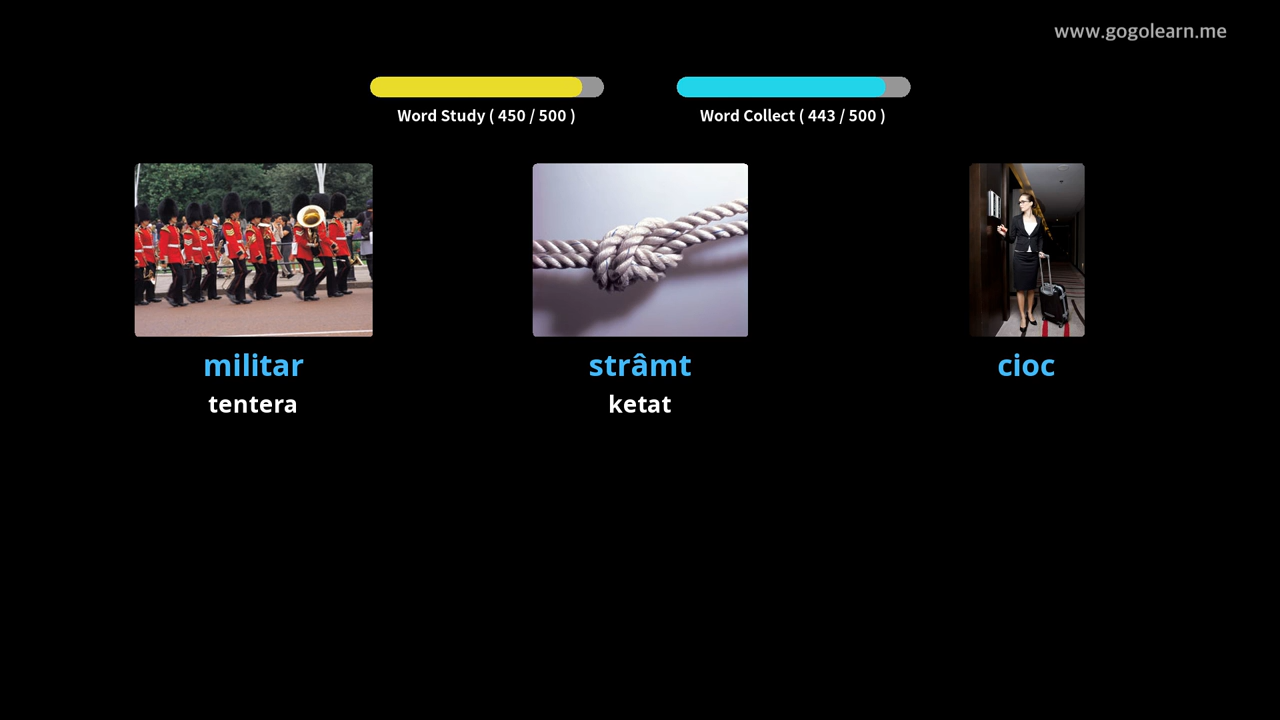 www.gogolearn.me
Word Study ( 450 / 500 )
Word Collect ( 443 / 500 )
militar
strâmt
cioc
tentera
ketat